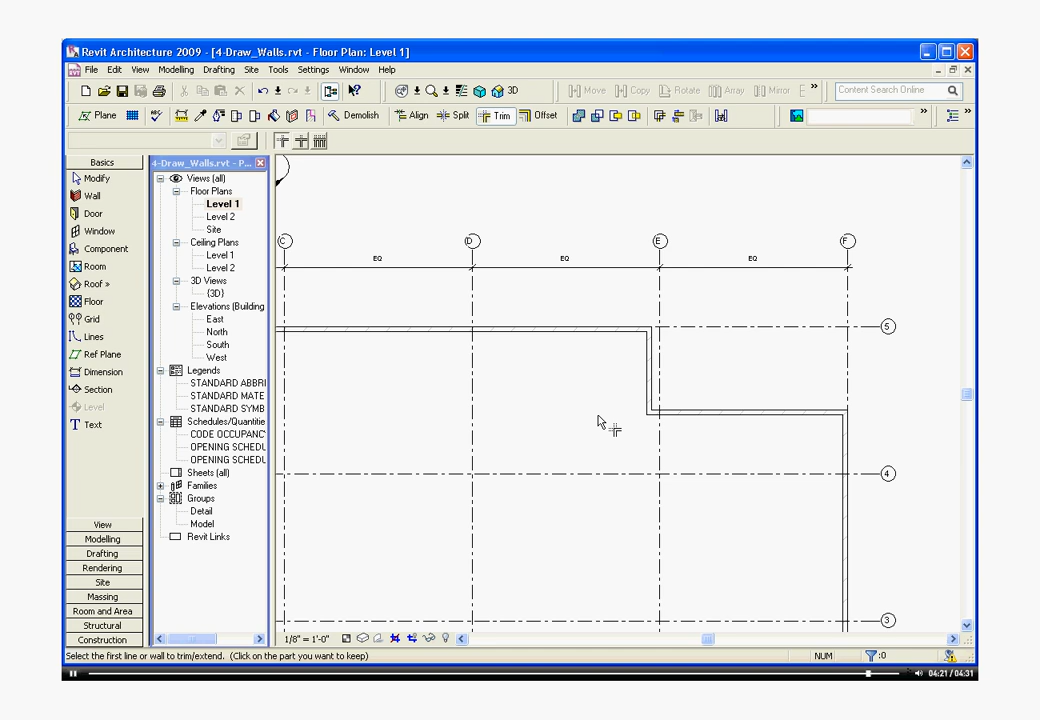 Revit Architecture 2009 - [4-Draw_Walls.rvt - Floor Plan: Level 1]
File Edit View Modelling Drafting Site Tools Settings Window Help
3D Move Copy Rotate Array Mirror E » Content Search Online
Plane Demolish Align Split Trim Offset » »
Basics
Modify
Wall
Door
Window
Component
Room
Roof »
Floor
Grid
Lines
Ref Plane
Dimension
Section
Level
Text
View
Modelling
Drafting
Rendering
Site
Massing
Room and Area
Structural
Construction
4-Draw_Walls.rvt - P...
Views (all)
Floor Plans
Level 1
Level 2
Site
Ceiling Plans
Level 1
Level 2
3D Views
{3D}
Elevations (Building
East
North
South
West
Legends
STANDARD ABBRI
STANDARD MATE
STANDARD SYMB
Schedules/Quantitie
CODE OCCUPANC
OPENING SCHEDU
OPENING SCHEDU
Sheets (all)
Families
Groups
Detail
Model
Revit Links
C D E F
EQ EQ EQ
5
4
3
1/8" = 1'-0"
Select the first line or wall to trim/extend. (Click on the part you want to keep) NUM :0
04:21 / 04:31